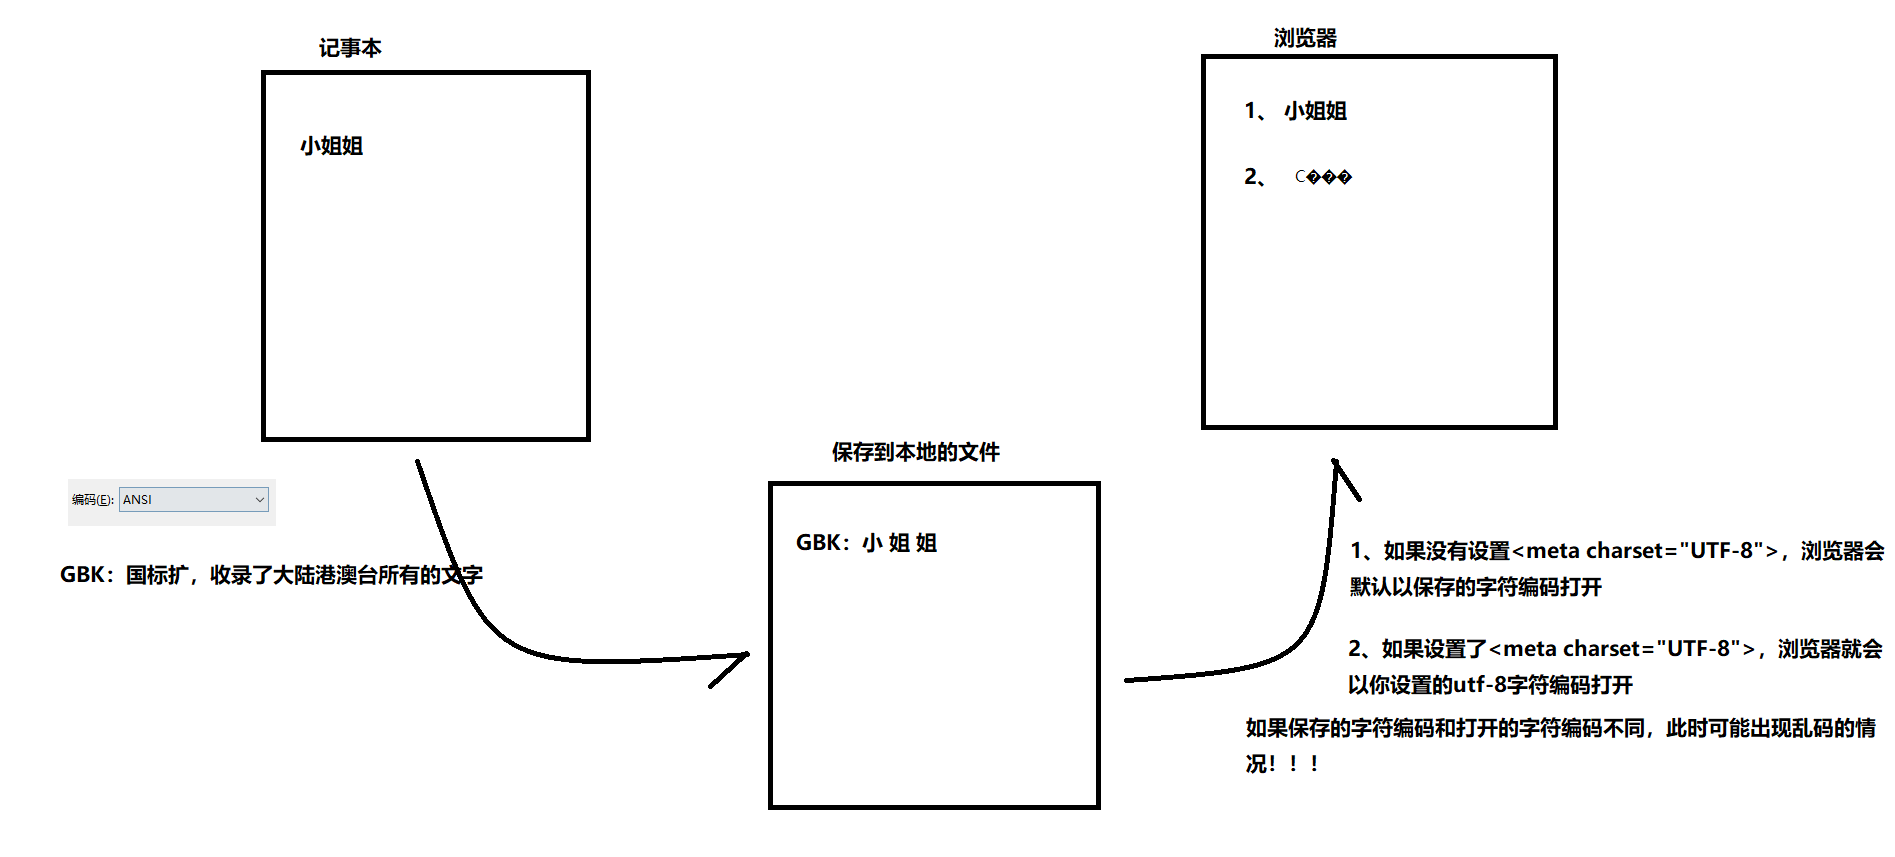 记事本
小姐姐
编码(E): ANSI
GBK：国标扩，收录了大陆港澳台所有的文字
保存到本地的文件
GBK：小 姐 姐
浏览器
1、 小姐姐
2、 C���
1、如果没有设置<meta charset="UTF-8">，浏览器会
默认以保存的字符编码打开
2、如果设置了<meta charset="UTF-8">，浏览器就会
以你设置的utf-8字符编码打开
如果保存的字符编码和打开的字符编码不同，此时可能出现乱码的情
况！！！